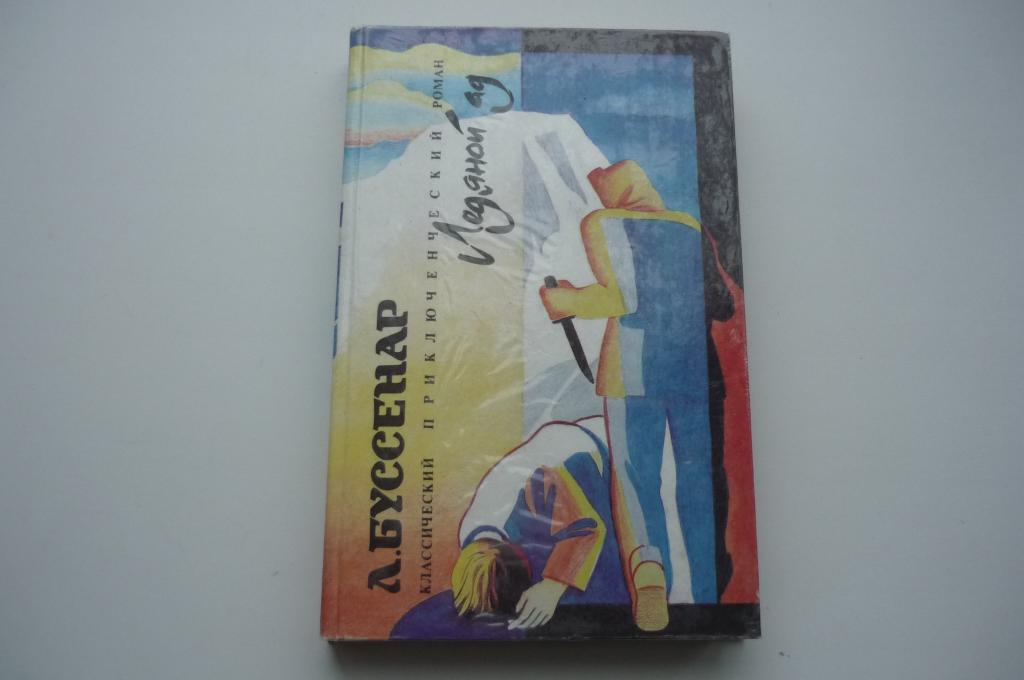 Л.БУССЕНАР
КЛАССИЧЕСКИЙ ПРИКЛЮЧЕНЧЕСКИЙ РОМАН
Ледяной ад